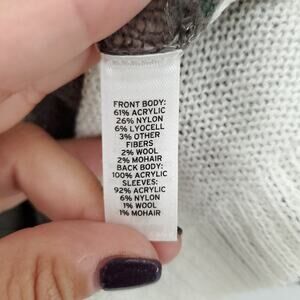 FRONT BODY:
61% ACRYLIC
26% NYLON
6% LYOCELL
3% OTHER
FIBERS
2% WOOL
2% MOHAIR
BACK BODY:
100% ACRYLIC
SLEEVES:
92% ACRYLIC
6% NYLON
1% WOOL
1% MOHAIR